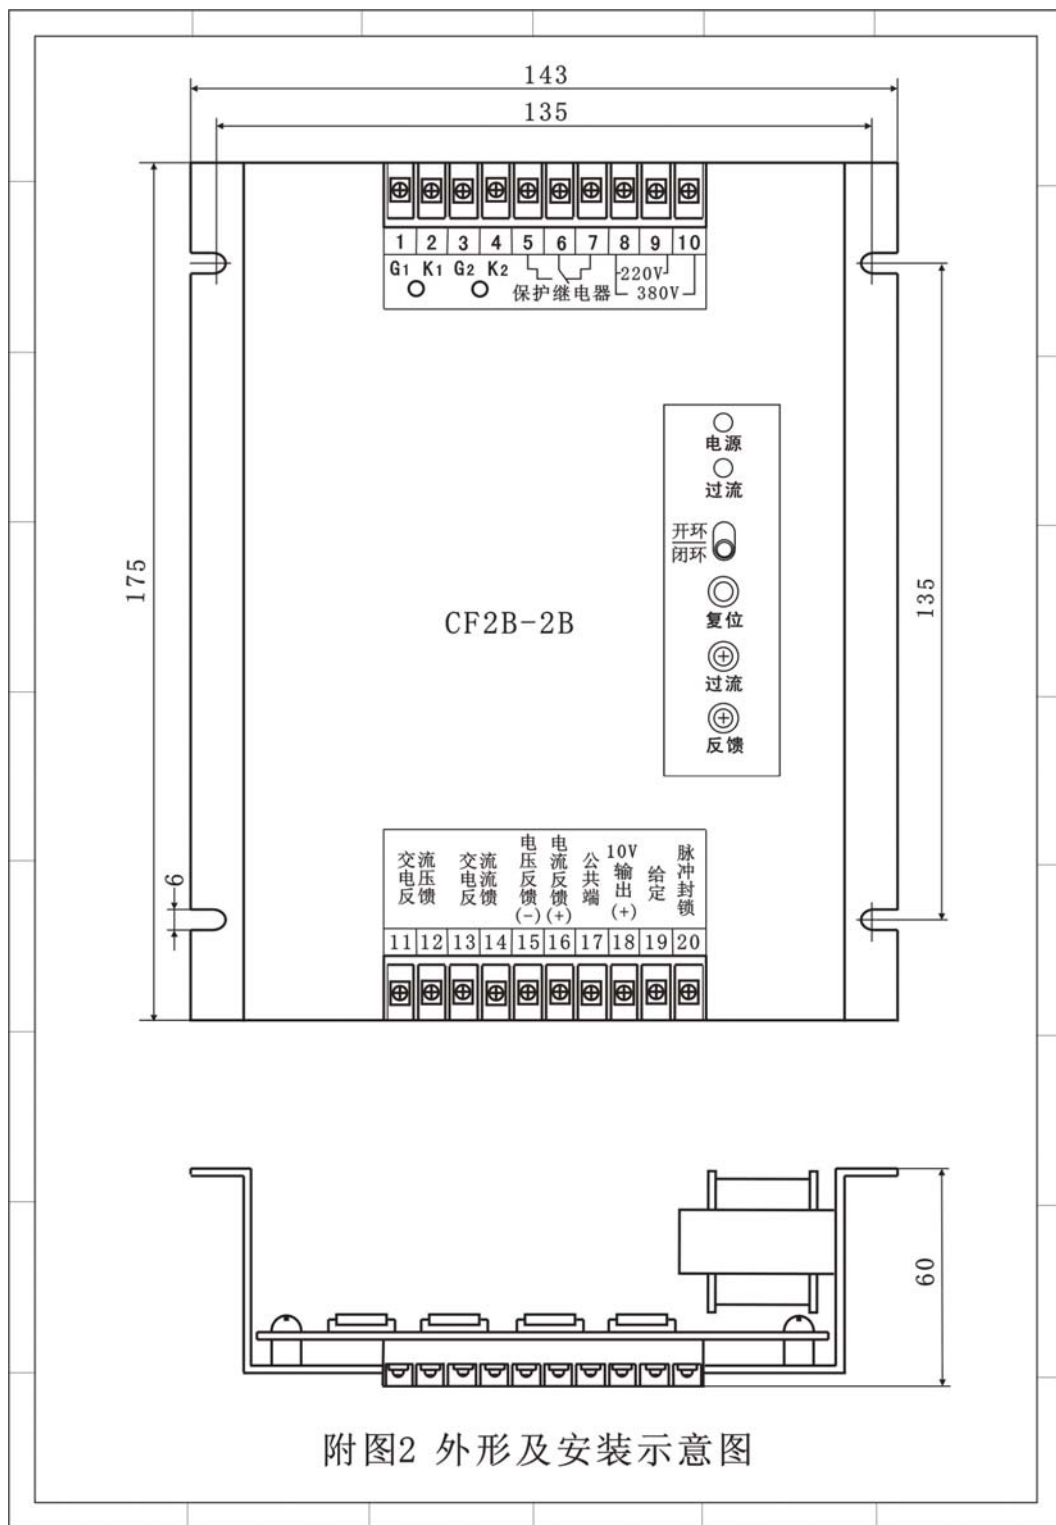 143
135
1 2 3 4 5 6 7 8 9 10
G1 K1 G2 K2
220V
保护继电器
380V
电源
过流
开环
闭环
复位
过流
反馈
175
135
CF2B-2B
6
交流电压反馈
交流电流反馈
电压反馈(-)
电流反馈(+)
公共端
10V输出(+)
给定
脉冲封锁
11 12 13 14 15 16 17 18 19 20
60
附图2 外形及安装示意图